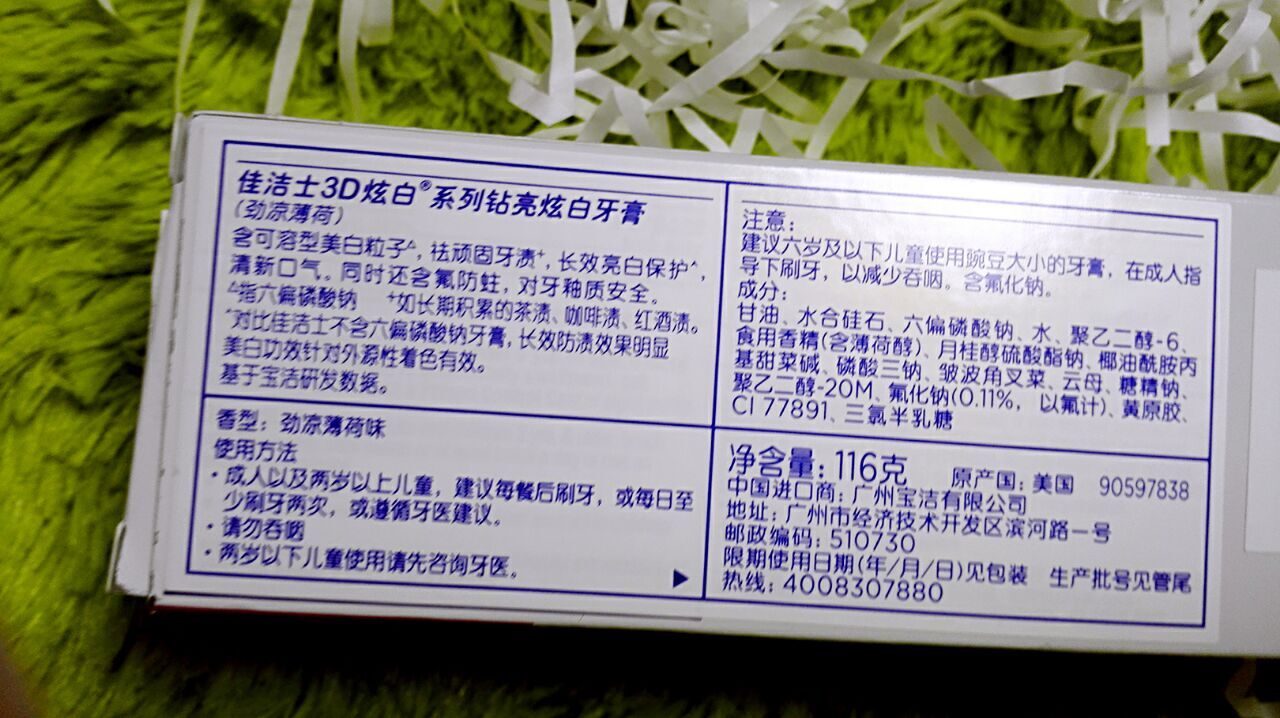 佳洁士3D炫白®系列钻亮炫白牙膏
(劲凉薄荷)
含可溶型美白粒子△,祛顽固牙渍+,长效亮白保护^,
清新口气。同时还含氟防蛀,对牙釉质安全。
△指六偏磷酸钠 +如长期积累的茶渍、咖啡渍、红酒渍。
^对比佳洁士不含六偏磷酸钠牙膏,长效防渍效果明显
美白功效针对外源性着色有效。
基于宝洁研发数据。
香型:劲凉薄荷味
使用方法
·成人以及两岁以上儿童,建议每餐后刷牙,或每日至
少刷牙两次,或遵循牙医建议。
·请勿吞咽
·两岁以下儿童使用请先咨询牙医。
注意:
建议六岁及以下儿童使用豌豆大小的牙膏,在成人指
导下刷牙,以减少吞咽。含氟化钠。
成分:
甘油、水合硅石、六偏磷酸钠、水、聚乙二醇-6、
食用香精(含薄荷醇)、月桂醇硫酸酯钠、椰油酰胺丙
基甜菜碱、磷酸三钠、皱波角叉菜、云母、糖精钠、
聚乙二醇-20M、氟化钠(0.11%,以氟计)、黄原胶、
CI 77891、三氯半乳糖
净含量:116克 原产国:美国 90597838
中国进口商:广州宝洁有限公司
地址:广州市经济技术开发区滨河路一号
邮政编码:510730
限期使用日期(年/月/日)见包装 生产批号见管尾
热线:4008307880